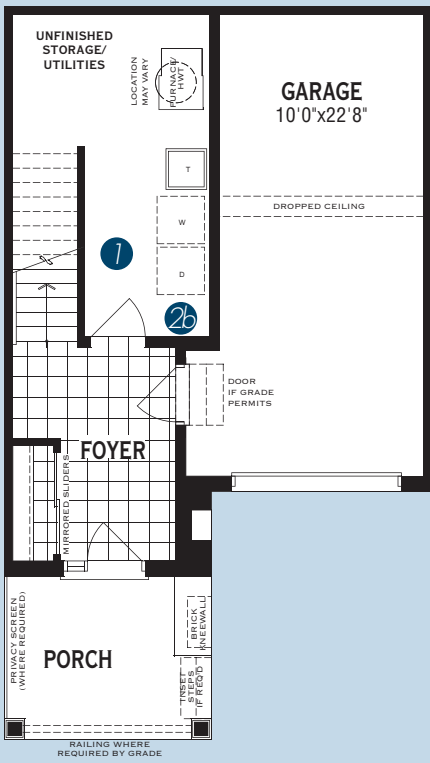 UNFINISHED
STORAGE/
UTILITIES
LOCATION
MAY VARY
FURNACE/
HWT
GARAGE
10'0"x22'8"
T
DROPPED CEILING
W
1
D
2b
DOOR
IF GRADE
PERMITS
FOYER
MIRRORED SLIDERS
PRIVACY SCREEN
(WHERE REQUIRED)
BRICK
KNEEWALL
PORCH
INSET
STEPS
IF REQ'D
RAILING WHERE
REQUIRED BY GRADE